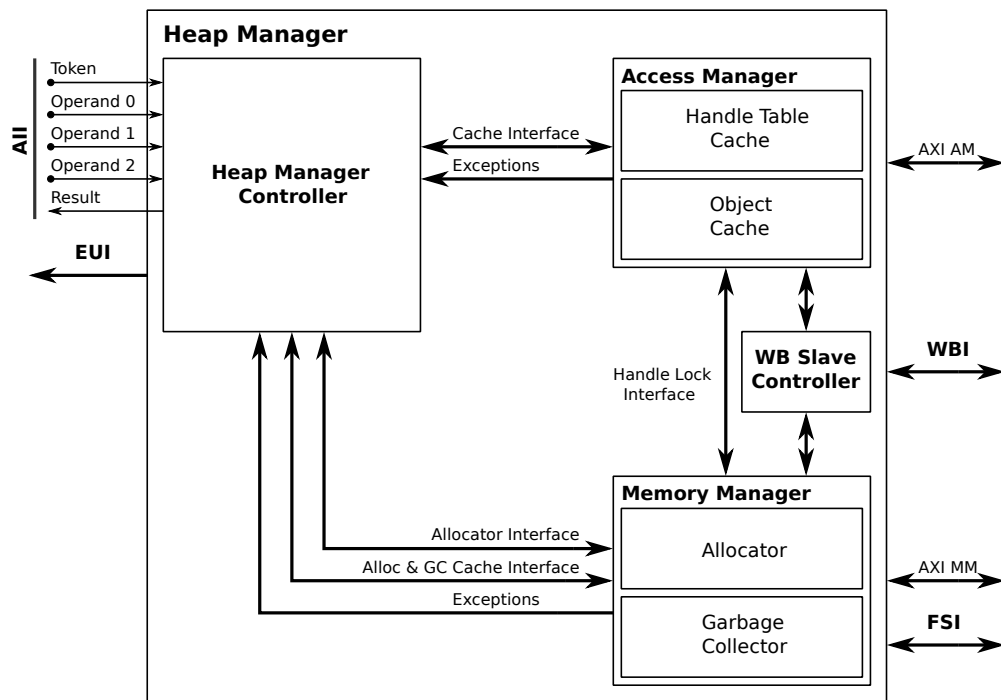 Heap Manager
AII
Token
Operand 0
Operand 1
Operand 2
Result
EUI
Heap Manager
Controller
Cache Interface
Exceptions
Access Manager
Handle Table
Cache
Object
Cache
AXI AM
Handle Lock
Interface
WB Slave
Controller
WBI
Memory Manager
Allocator Interface
Allocator
Alloc & GC Cache Interface
Exceptions
Garbage
Collector
AXI MM
FSI